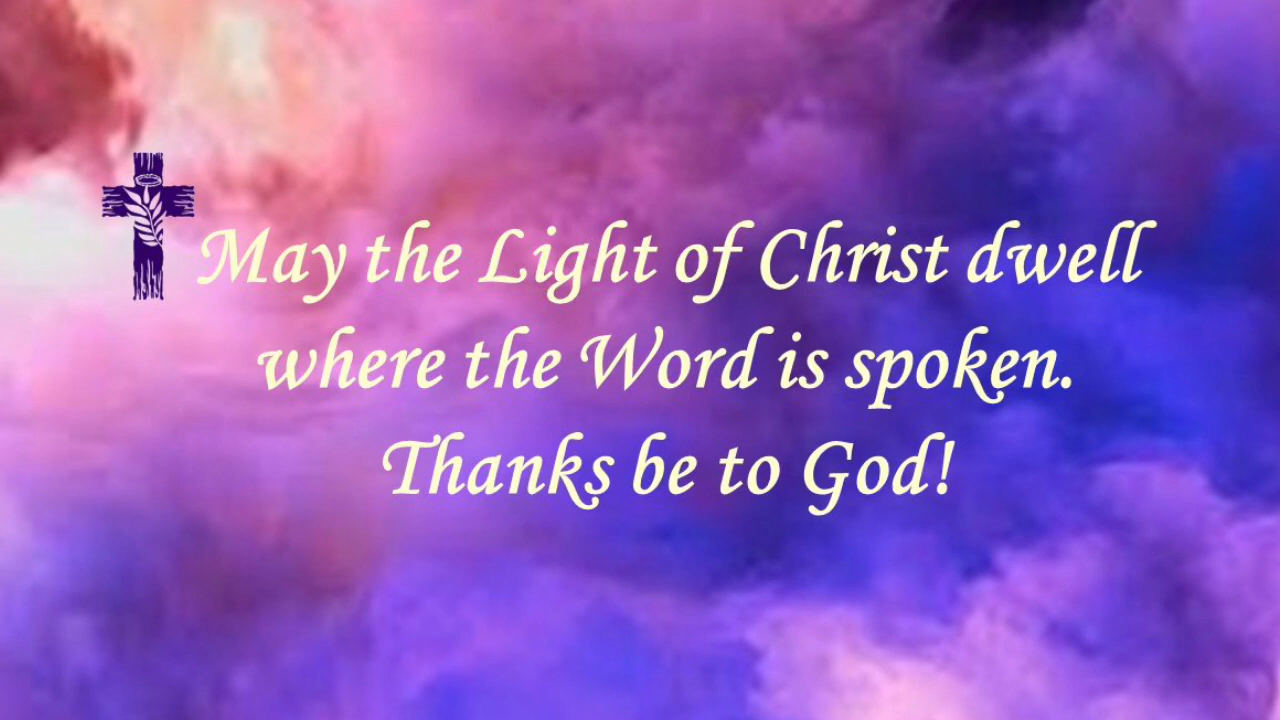 May the Light of Christ dwell
where the Word is spoken.
Thanks be to God!